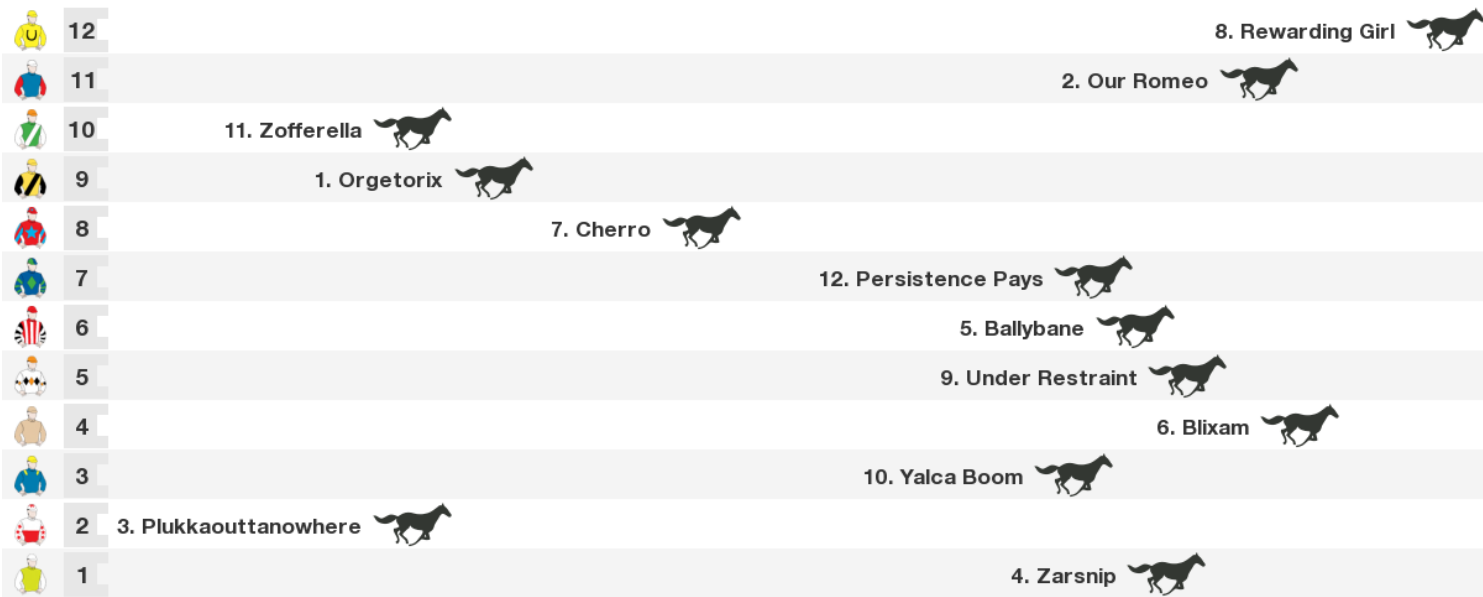 U
12 8. Rewarding Girl
11 2. Our Romeo
10 11. Zofferella
9 1. Orgetorix
8 7. Cherro
7 12. Persistence Pays
6 5. Ballybane
5 9. Under Restraint
4 6. Blixam
3 10. Yalca Boom
2 3. Plukkaouttanowhere
1 4. Zarsnip